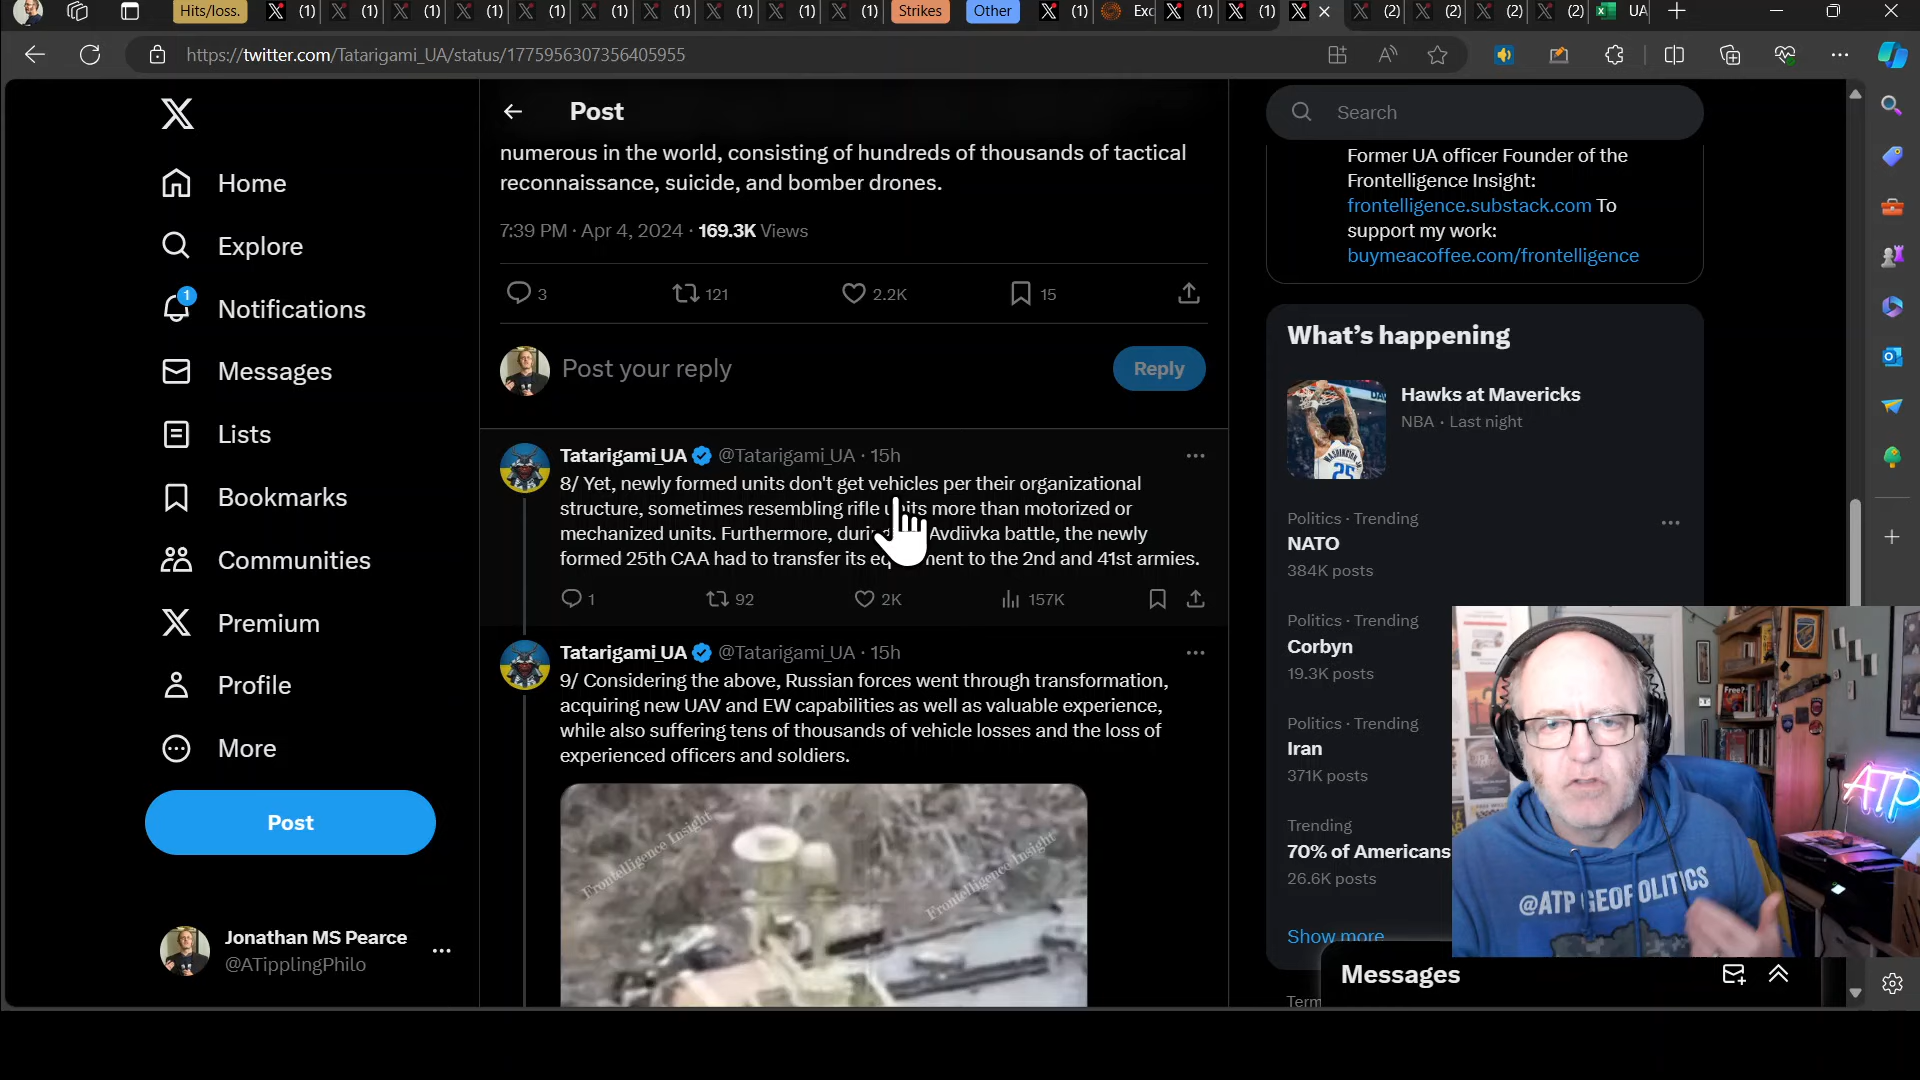 Hits/loss.
(1)
(1)
(1)
(1)
(1)
(1)
(1)
(1)
(1)
(1)
Strikes
Other
(1)
Exc
(1)
(1)
(2)
(2)
(2)
(2)
UA
https://twitter.com/Tatarigami_UA/status/1775956307356405955
Home
Explore
1
Notifications
Messages
Lists
Bookmarks
Communities
Premium
Profile
More
Post
Jonathan MS Pearce
@ATipplingPhilo
Post
numerous in the world, consisting of hundreds of thousands of tactical
reconnaissance, suicide, and bomber drones.
7:39 PM · Apr 4, 2024 · 169.3K Views
3
121
2.2K
15
Post your reply
Reply
Tatarigami_UA @Tatarigami_UA · 15h
8/ Yet, newly formed units don't get vehicles per their organizational
structure, sometimes resembling rifle units more than motorized or
mechanized units. Furthermore, during Avdiivka battle, the newly
formed 25th CAA had to transfer its equipment to the 2nd and 41st armies.
1
92
2K
157K
Tatarigami_UA @Tatarigami_UA · 15h
9/ Considering the above, Russian forces went through transformation,
acquiring new UAV and EW capabilities as well as valuable experience,
while also suffering tens of thousands of vehicle losses and the loss of
experienced officers and soldiers.
Frontelligence Insight
Frontelligence Insight
Search
Former UA officer Founder of the
Frontelligence Insight:
frontelligence.substack.com To
support my work:
buymeacoffee.com/frontelligence
What's happening
Hawks at Mavericks
NBA · Last night
WASHINGTON JR
25
Politics · Trending
NATO
384K posts
Politics · Trending
Corbyn
19.3K posts
Politics · Trending
Iran
371K posts
Trending
70% of Americans
26.6K posts
Show more
Messages
Term
Free?
ATP
@ATP GEOPOLITICS